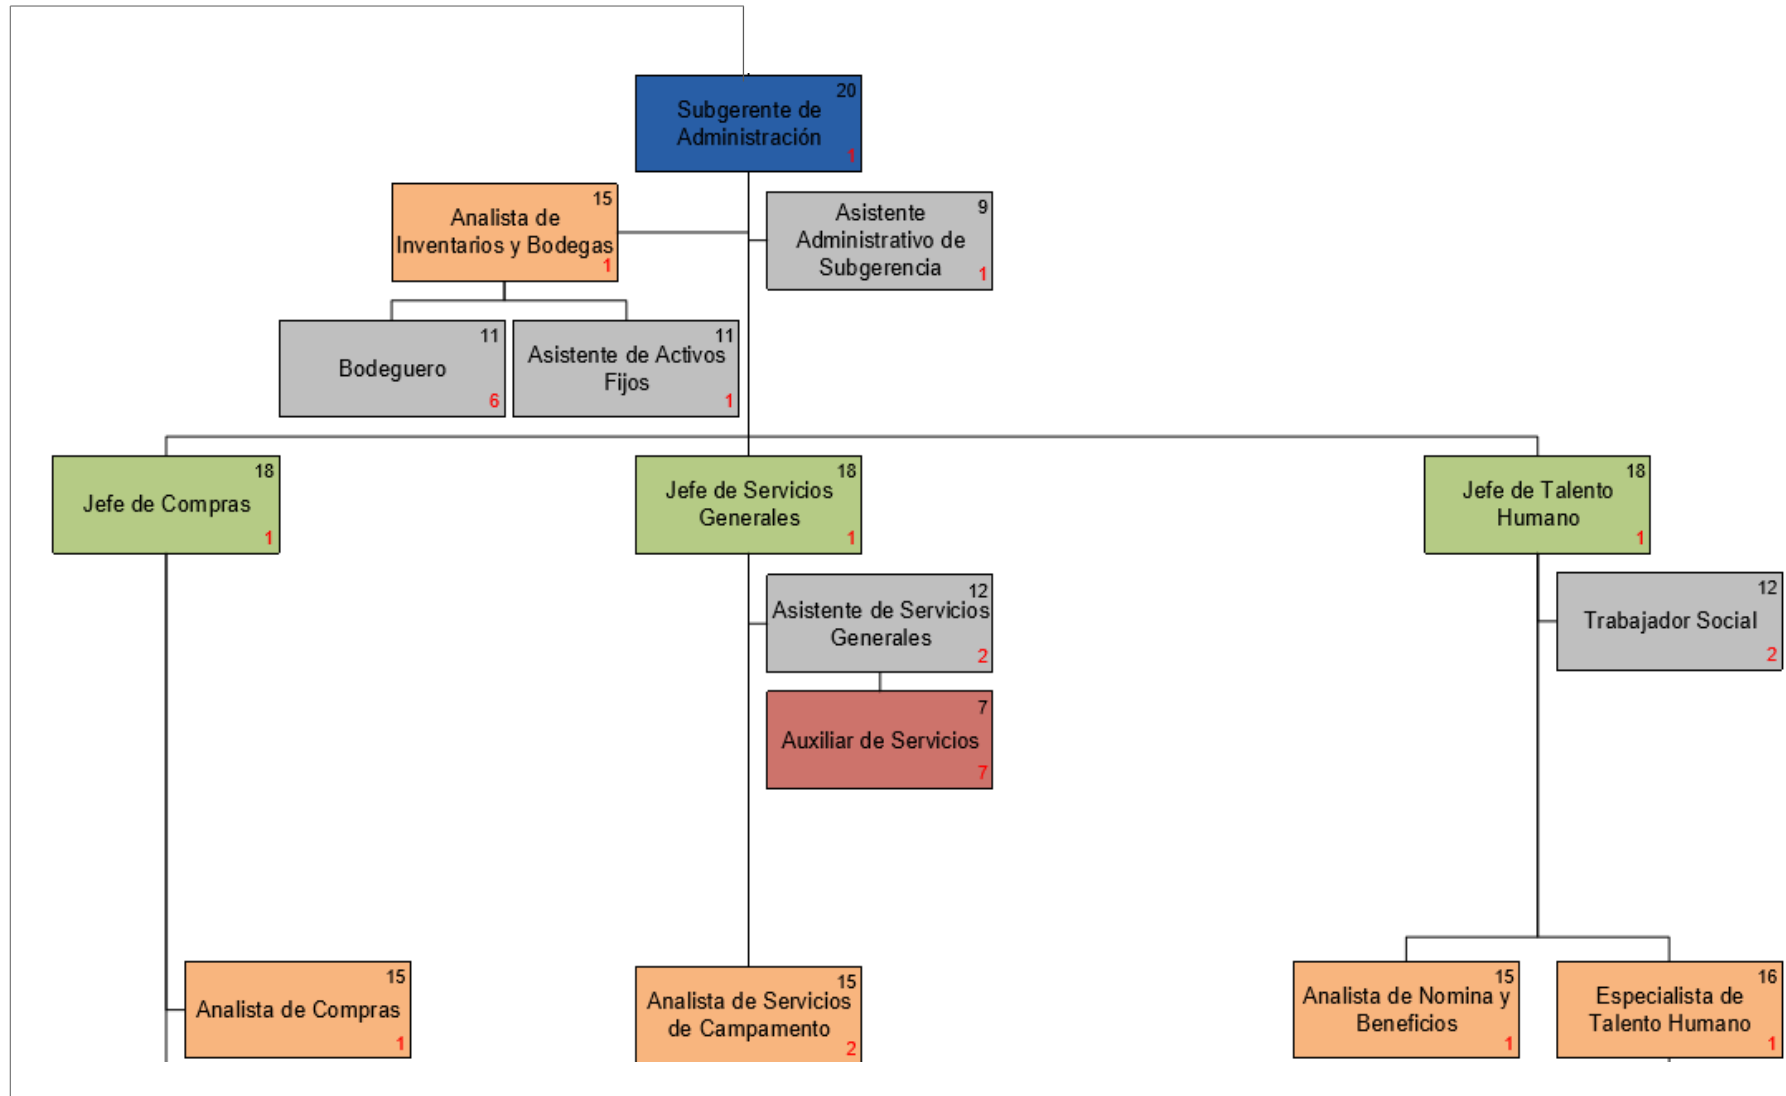 20
Subgerente de
Administración
1
15
Analista de
Inventarios y Bodegas
1
9
Asistente
Administrativo de
Subgerencia
1
11
Bodeguero
6
11
Asistente de Activos
Fijos
1
18
Jefe de Compras
1
18
Jefe de Servicios
Generales
1
18
Jefe de Talento
Humano
1
12
Asistente de Servicios
Generales
2
12
Trabajador Social
2
7
Auxiliar de Servicios
7
15
Analista de Compras
1
15
Analista de Servicios
de Campamento
2
15
Analista de Nomina y
Beneficios
1
16
Especialista de
Talento Humano
1